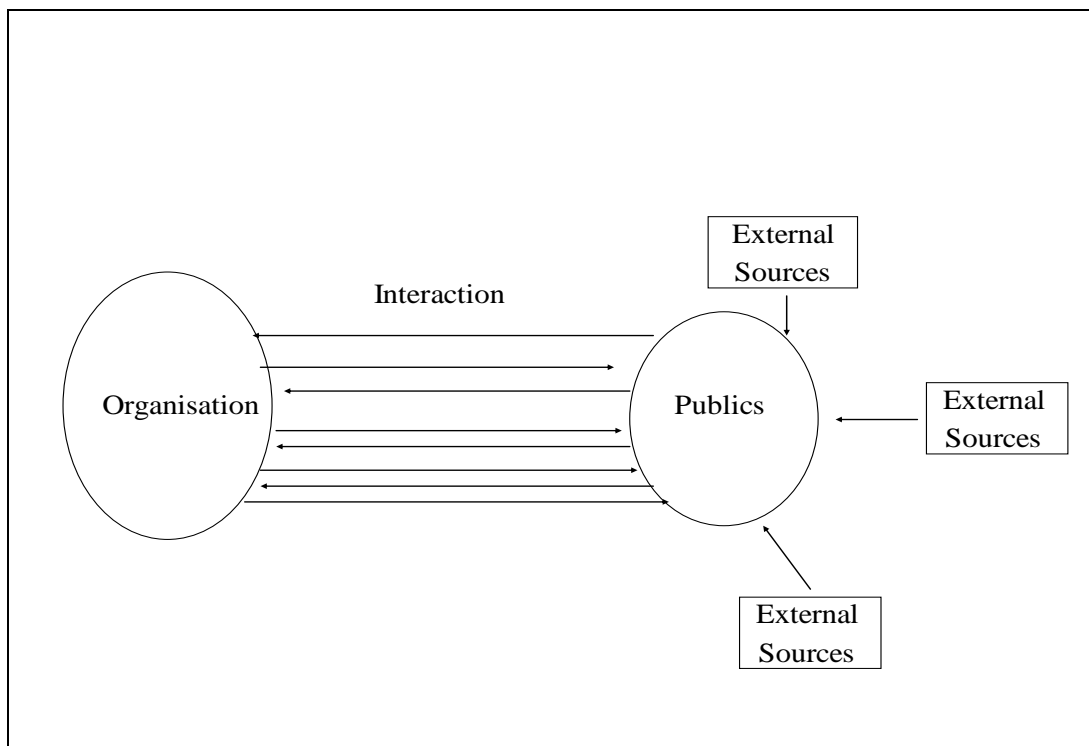 External
Sources
Interaction
Organisation
Publics
External
Sources
External
Sources